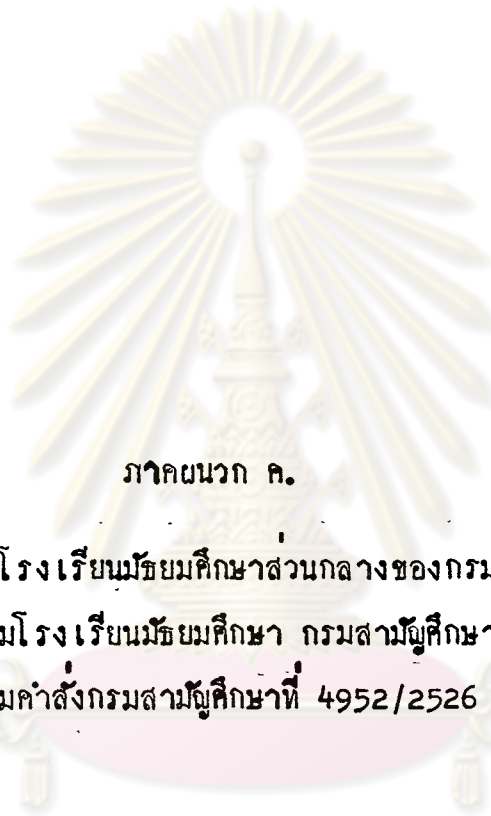 ภาคผนวก ค.
โรงเรียนมัธยมศึกษาส่วนกลางของกรม
มโรงเรียนมัธยมศึกษา กรมสามัญศึกษา
มคำสั่งกรมสามัญศึกษาที่ 4952/2526